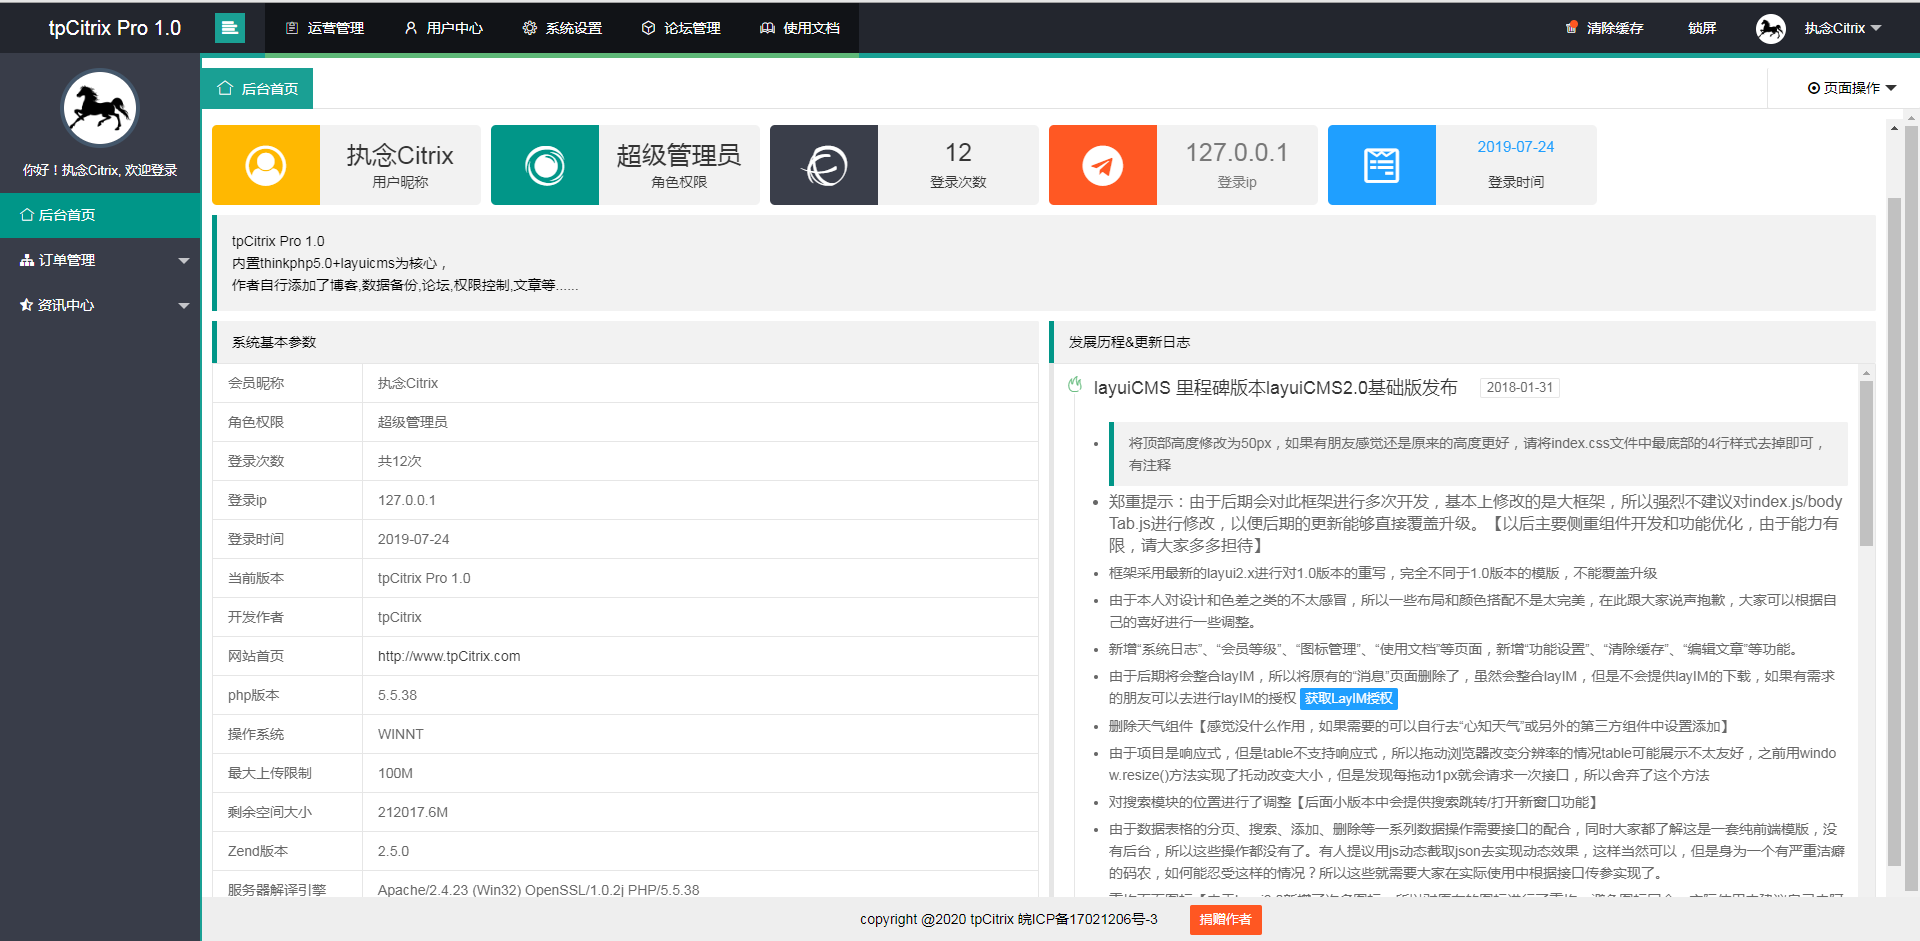 tpCitrix Pro 1.0
运营管理
用户中心
系统设置
论坛管理
使用文档
清除缓存
锁屏
执念Citrix
你好！执念Citrix, 欢迎登录
后台首页
订单管理
资讯中心
后台首页
页面操作
执念Citrix
用户昵称
超级管理员
角色权限
12
登录次数
127.0.0.1
登录ip
2019-07-24
登录时间
tpCitrix Pro 1.0
内置thinkphp5.0+layuicms为核心，
作者自行添加了博客,数据备份,论坛,权限控制,文章等......
系统基本参数
会员昵称 执念Citrix
角色权限 超级管理员
登录次数 共12次
登录ip 127.0.0.1
登录时间 2019-07-24
当前版本 tpCitrix Pro 1.0
开发作者 tpCitrix
网站首页 http://www.tpCitrix.com
php版本 5.5.38
操作系统 WINNT
最大上传限制 100M
剩余空间大小 212017.6M
Zend版本 2.5.0
服务器解译引擎 Apache/2.4.23 (Win32) OpenSSL/1.0.2j PHP/5.5.38
发展历程&更新日志
layuiCMS 里程碑版本layuiCMS2.0基础版发布 2018-01-31
将顶部高度修改为50px，如果有朋友感觉还是原来的高度更好，请将index.css文件中最底部的4行样式去掉即可，
有注释
郑重提示：由于后期会对此框架进行多次开发，基本上修改的是大框架，所以强烈不建议对index.js/body
Tab.js进行修改，以便后期的更新能够直接覆盖升级。【以后主要侧重组件开发和功能优化，由于能力有
限，请大家多多担待】
框架采用最新的layui2.x进行对1.0版本的重写，完全不同于1.0版本的模版，不能覆盖升级
由于本人对设计和色差之类的不太感冒，所以一些布局和颜色搭配不是太完美，在此跟大家说声抱歉，大家可以根据自
己的喜好进行一些调整。
新增“系统日志”、“会员等级”、“图标管理”、“使用文档”等页面，新增“功能设置”、“清除缓存”、“编辑文章”等功能。
由于后期将会整合layIM，所以将原有的“消息”页面删除了，虽然会整合layIM，但是不会提供layIM的下载，如果有需求
的朋友可以去进行layIM的授权 获取LayIM授权
删除天气组件【感觉没什么作用，如果需要的可以自行去“心知天气”或另外的第三方组件中设置添加】
由于项目是响应式，但是table不支持响应式，所以拖动浏览器改变分辨率的情况table可能展示不太友好，之前用windo
w.resize()方法实现了托动改变大小，但是发现每拖动1px就会请求一次接口，所以舍弃了这个方法
对搜索模块的位置进行了调整【后面小版本中会提供搜索跳转/打开新窗口功能】
由于数据表格的分页、搜索、添加、删除等一系列数据操作需要接口的配合，同时大家都了解这是一套纯前端模版，没
有后台，所以这些操作都没有了。有人提议用js动态截取json去实现动态效果，这样当然可以，但是身为一个有严重洁癖
的码农，如何能忍受这样的情况？所以这些就需要大家在实际使用中根据接口传参实现了。
copyright @2020 tpCitrix 皖ICP备17021206号-3
捐赠作者